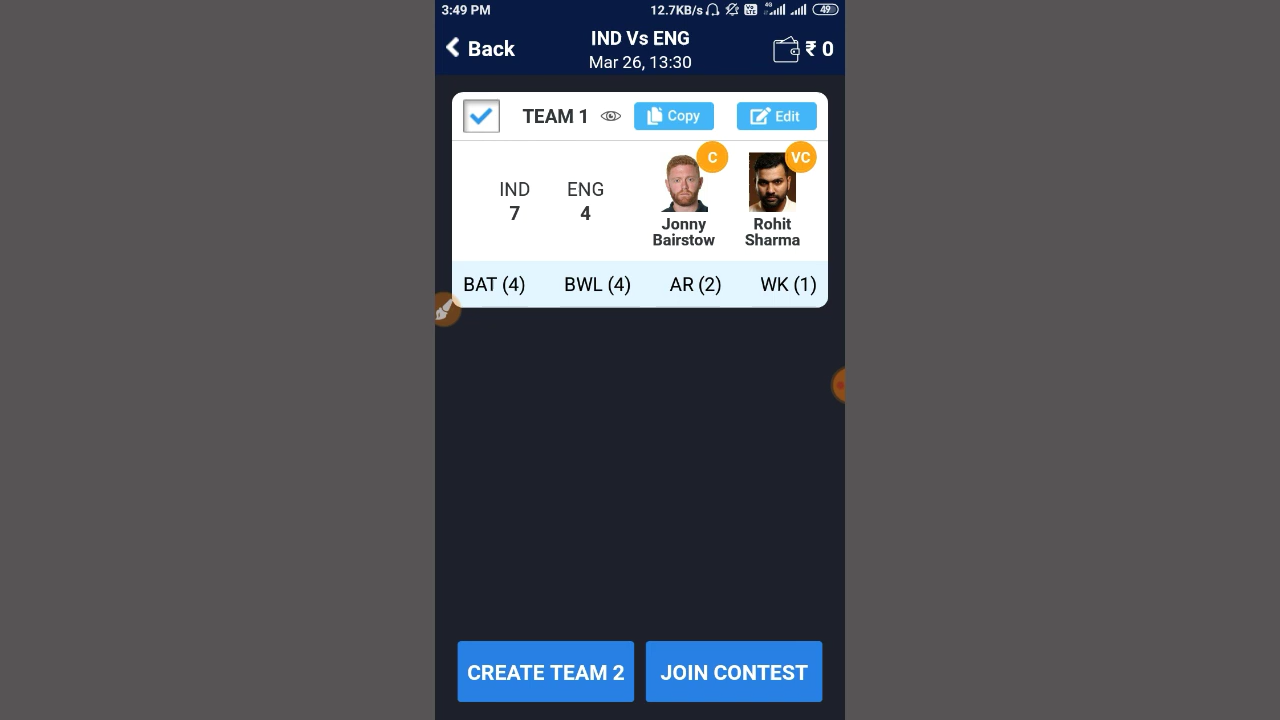 3:49 PM 12.7KB/s 4G 49
Back
IND Vs ENG
Mar 26, 13:30
₹ 0
TEAM 1 Copy Edit
C VC
IND ENG
7 4
Jonny Rohit
Bairstow Sharma
BAT (4) BWL (4) AR (2) WK (1)
CREATE TEAM 2 JOIN CONTEST